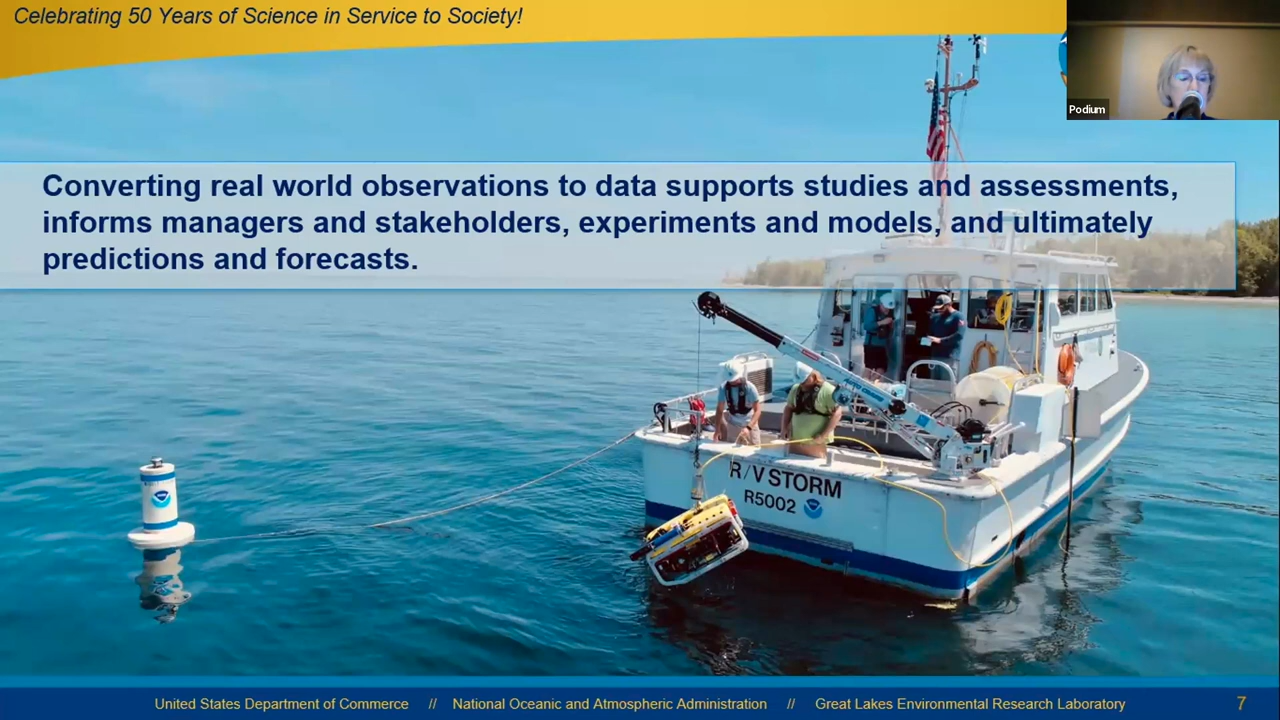 Celebrating 50 Years of Science in Service to Society!
Podium
Converting real world observations to data supports studies and assessments,
informs managers and stakeholders, experiments and models, and ultimately
predictions and forecasts.
R/V STORM
R5002
United States Department of Commerce // National Oceanic and Atmospheric Administration // Great Lakes Environmental Research Laboratory
7